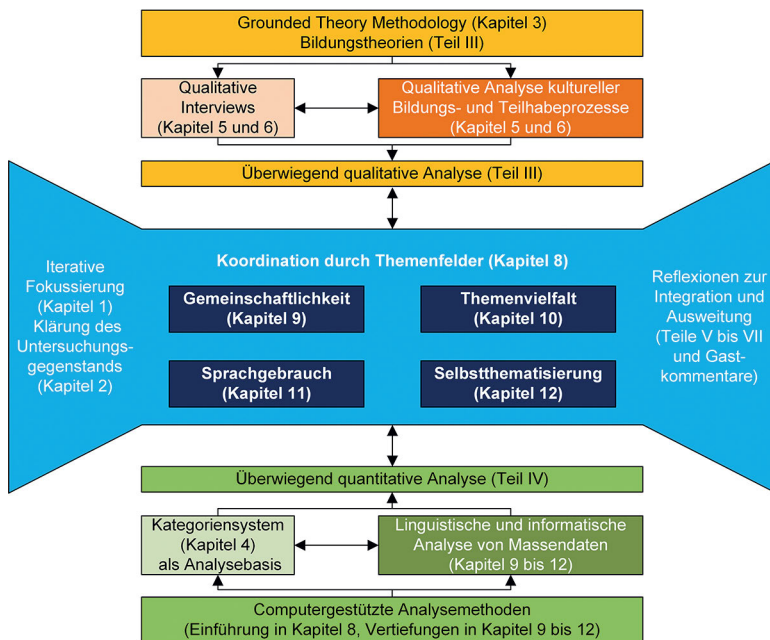 Grounded Theory Methodology (Kapitel 3)
Bildungstheorien (Teil III)
Qualitative
Interviews
(Kapitel 5 und 6)
Qualitative Analyse kultureller
Bildungs- und Teilhabeprozesse
(Kapitel 5 und 6)
Überwiegend qualitative Analyse (Teil III)
Iterative
Fokussierung
(Kapitel 1)
Klärung des
Untersuchungs-
gegenstands
(Kapitel 2)
Koordination durch Themenfelder (Kapitel 8)
Gemeinschaftlichkeit
(Kapitel 9)
Themenvielfalt
(Kapitel 10)
Sprachgebrauch
(Kapitel 11)
Selbstthematisierung
(Kapitel 12)
Reflexionen zur
Integration und
Ausweitung
(Teile V bis VII
und Gast-
kommentare)
Überwiegend quantitative Analyse (Teil IV)
Kategoriensystem
(Kapitel 4)
als Analysebasis
Linguistische und informatische
Analyse von Massendaten
(Kapitel 9 bis 12)
Computergestützte Analysemethoden
(Einführung in Kapitel 8, Vertiefungen in Kapitel 9 bis 12)